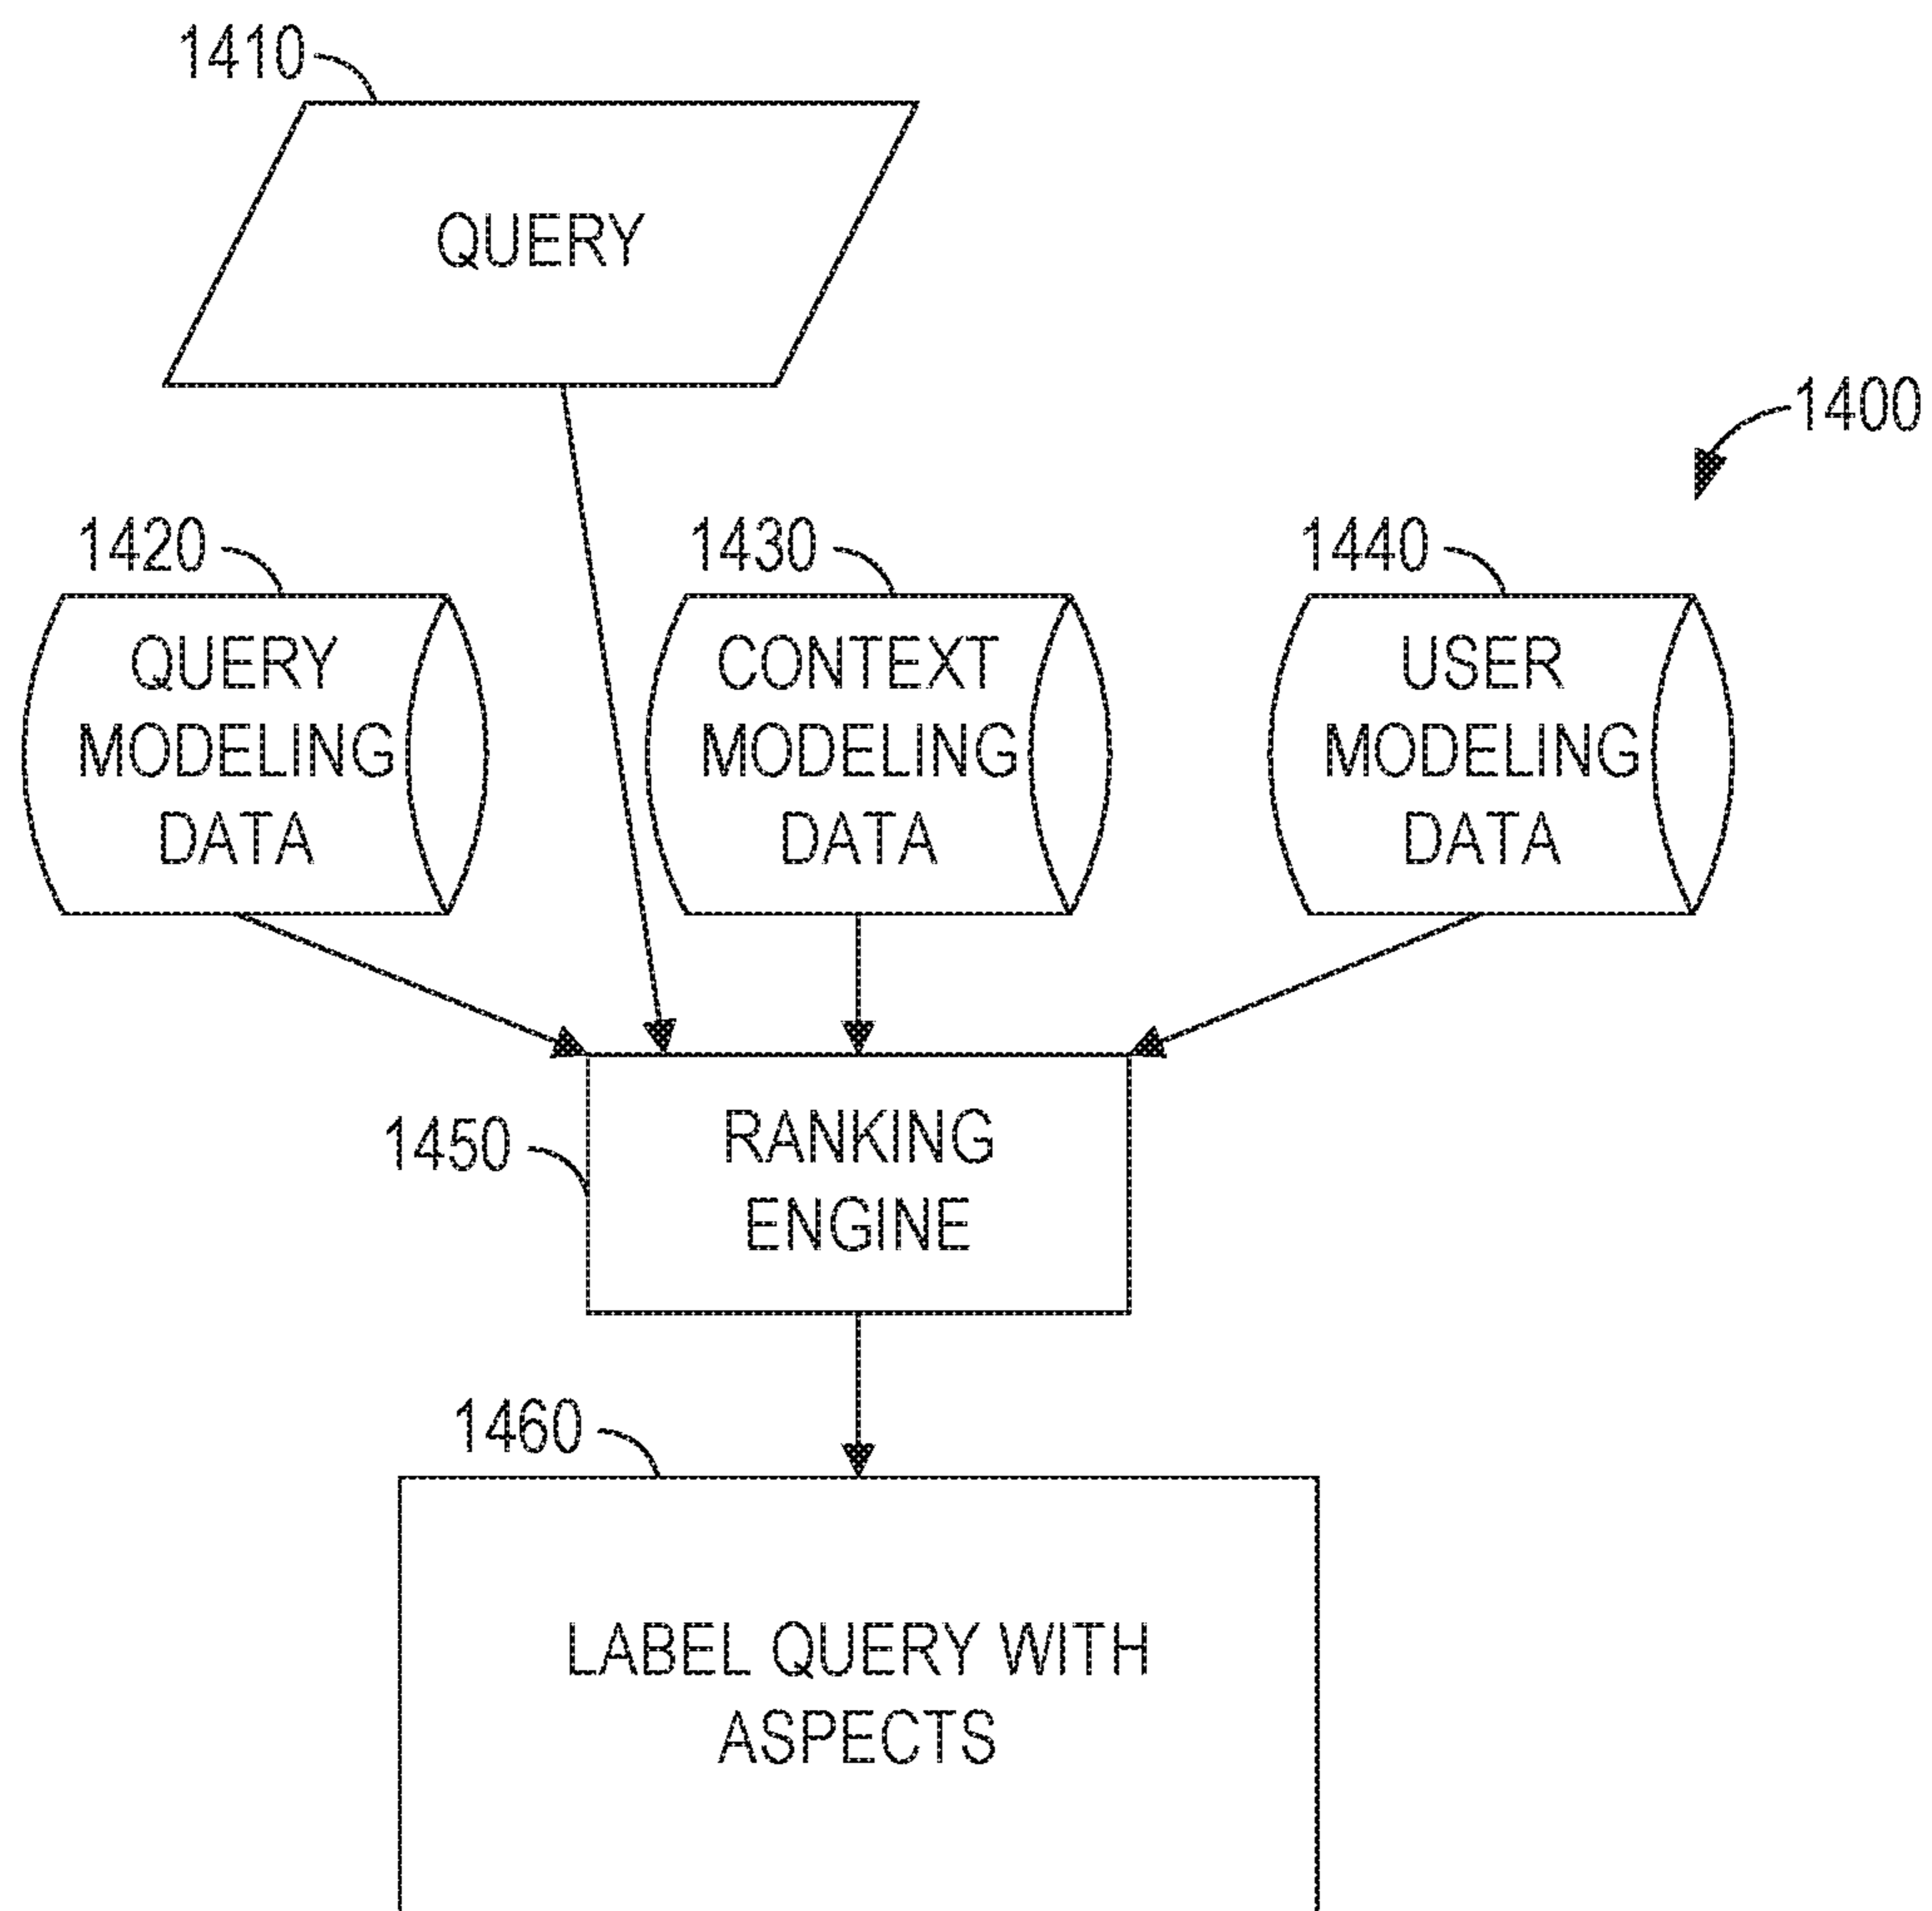 1410
QUERY
1400
1420
1430
1440
QUERY
MODELING
DATA
CONTEXT
MODELING
DATA
USER
MODELING
DATA
1450
RANKING
ENGINE
1460
LABEL QUERY WITH
ASPECTS